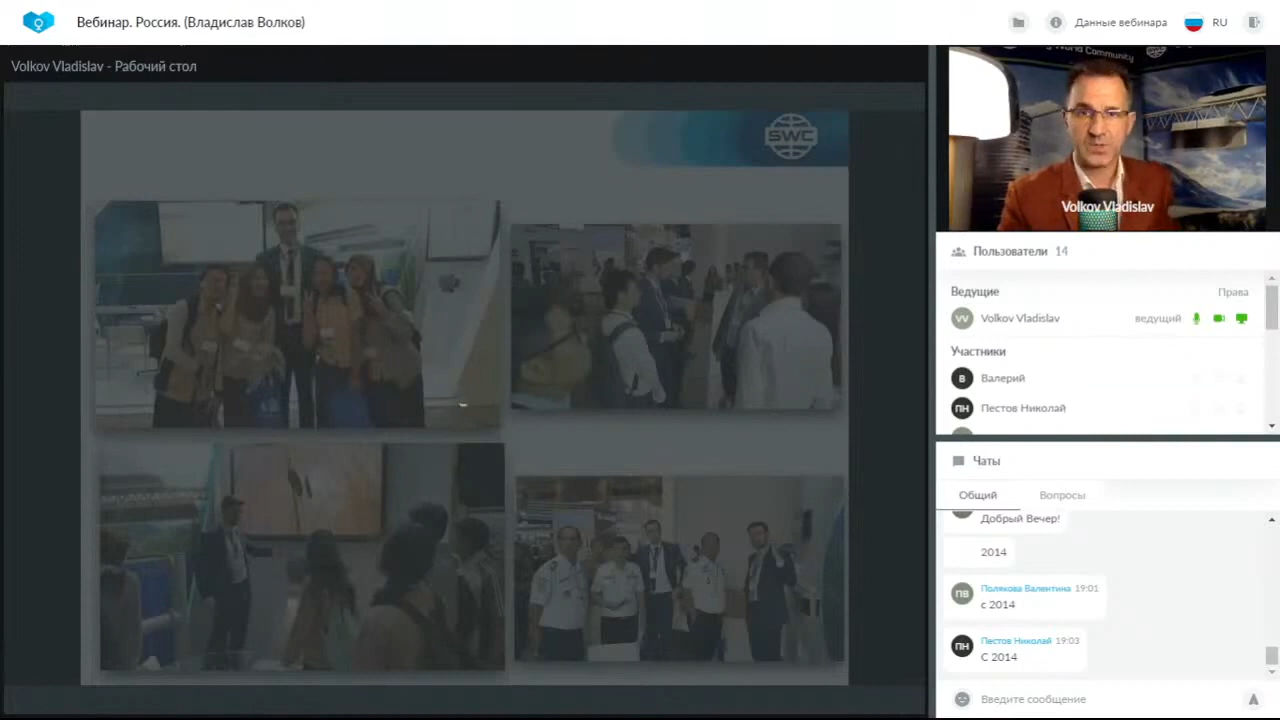 Вебинар. Россия. (Владислав Волков)
Данные вебинара
RU
Volkov Vladislav - Рабочий стол
SWC
World Community
Volkov Vladislav
Пользователи 14
Ведущие
Права
VV
Volkov Vladislav
ведущий
Участники
В
Валерий
ПН
Пестов Николай
Чаты
Общий
Вопросы
Добрый Вечер!
2014
ПВ
Полякова Валентина 19:01
с 2014
ПН
Пестов Николай 19:03
С 2014
Введите сообщение